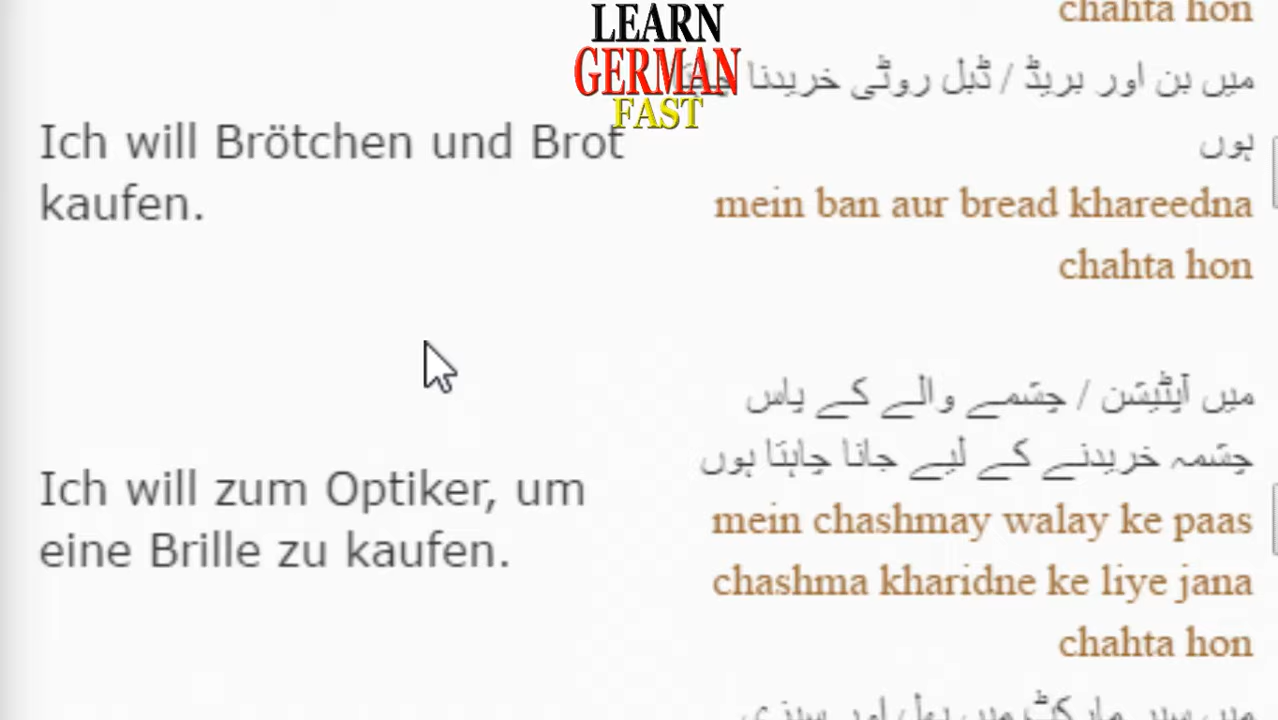 chahta hon
LEARN
GERMAN
FAST
میں بن اور بریڈ / ڈبل روٹی خریدنا
ہوں
Ich will Brötchen und Brot
kaufen.
mein ban aur bread khareedna
chahta hon
میں آپٹیشن / چشمے والے کے پاس
چشمہ خریدنے کے لیے جانا چاہتا ہوں
Ich will zum Optiker, um
eine Brille zu kaufen.
mein chashmay walay ke paas
chashma kharidne ke liye jana
chahta hon